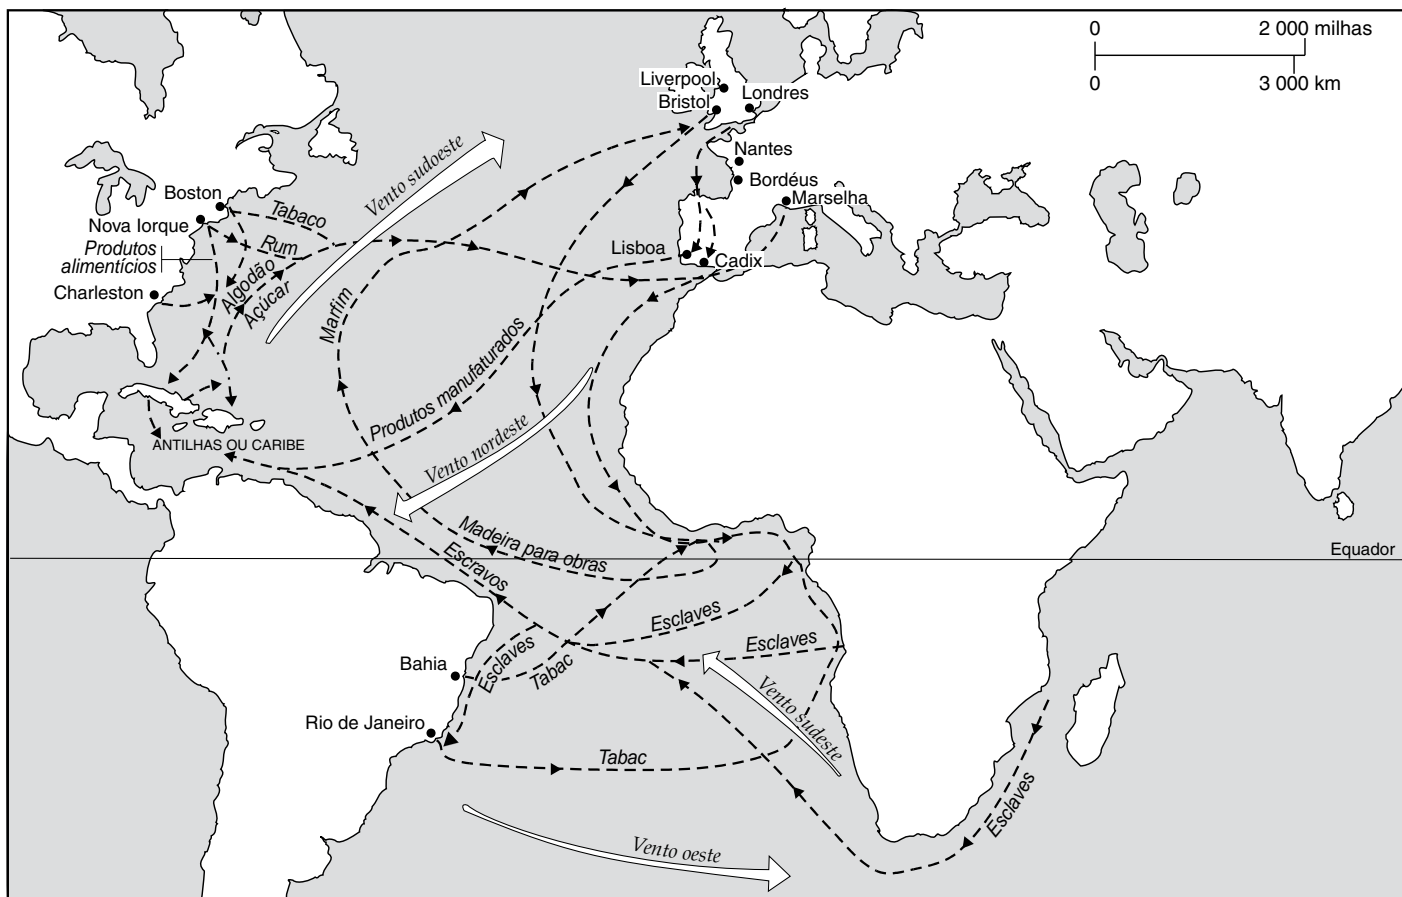 0
2 000 milhas
0
3 000 km
Liverpool
Londres
Bristol
Nantes
Bordéus
Marselha
Lisboa
Cadix
Boston
Nova Iorque
Produtos
alimentícios
Charleston
Tabaco
Rum
Algodão
Açúcar
Vento sudoeste
Marfim
Produtos manufaturados
Vento nordeste
ANTILHAS OU CARIBE
Madeira para obras
Escravos
Equador
Esclaves
Esclaves
Esclaves
Tabac
Bahia
Rio de Janeiro
Vento sudeste
Tabac
Esclaves
Vento oeste